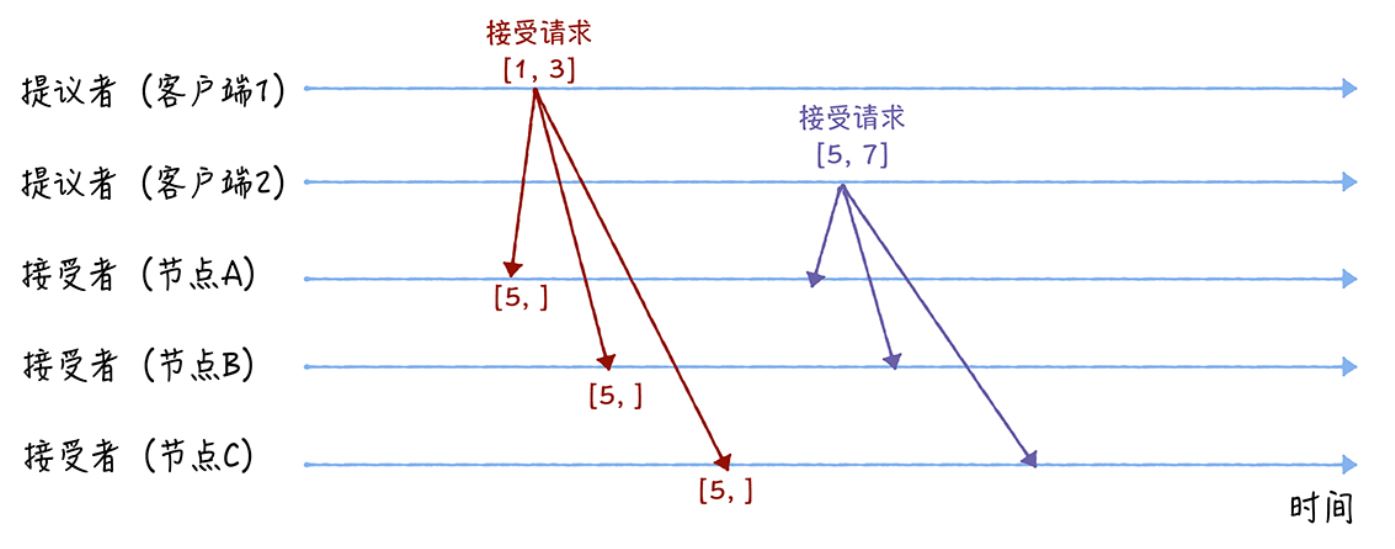 接受请求
[1, 3]
提议者（客户端1）
接受请求
[5, 7]
提议者（客户端2）
接受者（节点A）
[5, ]
接受者（节点B）
[5, ]
接受者（节点C）
[5, ]
时间